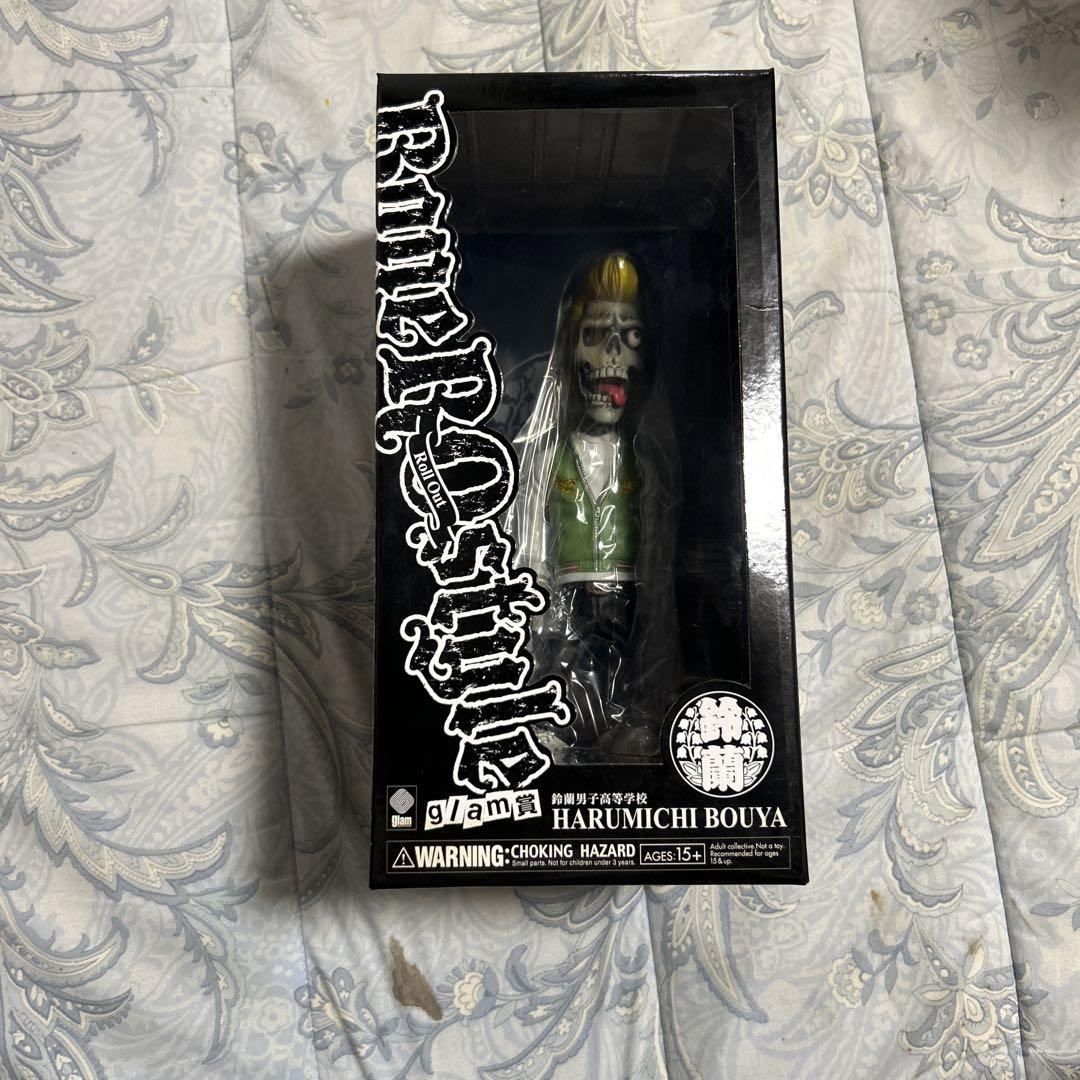 BoneROstylle
Roll Out
glam
glam賞
鈴蘭
鈴蘭男子高等学校
HARUMICHI BOUYA
WARNING: CHOKING HAZARD
Small parts. Not for children under 3 years.
AGES: 15+
Adult collective. Not a toy.
Recommended for ages
15 & up.